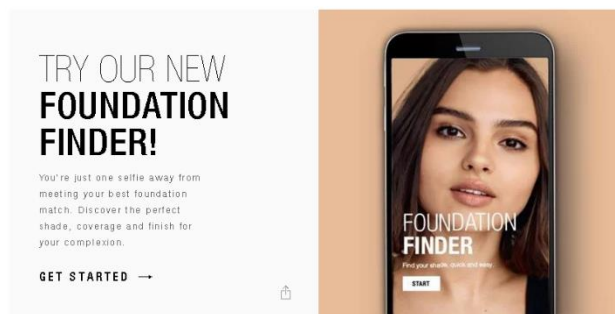 TRY OUR NEW
FOUNDATION
FINDER!
You're just one selfie away from
meeting your best foundation
match. Discover the perfect
shade, coverage and finish for
your complexion.
GET STARTED →
FOUNDATION
FINDER
Find your shade, quick and easy
START